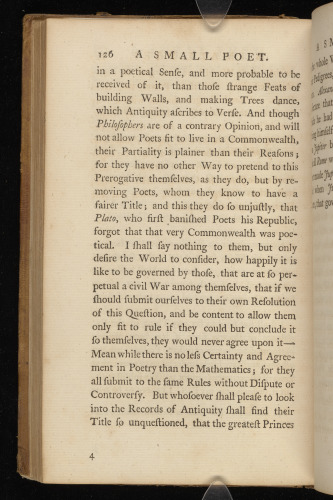 126 A SMALL POET.
in a poetical Senſe, and more probable to be
received of it, than thoſe ſtrange Feats of
building Walls, and making Trees dance,
which Antiquity aſcribes to Verſe. And though
Philoſophers are of a contrary Opinion, and will
not allow Poets fit to live in a Commonwealth,
their Partiality is plainer than their Reaſons;
for they have no other Way to pretend to this
Prerogative themſelves, as they do, but by re-
moving Poets, whom they know to have a
fairer Title; and this they do ſo unjuſtly, that
Plato, who firſt baniſhed Poets his Republic,
forgot that that very Commonwealth was poe-
tical. I ſhall ſay nothing to them, but only
deſire the World to conſider, how happily it is
like to be governed by thoſe, that are at ſo per-
petual a civil War among themſelves, that if we
ſhould ſubmit ourſelves to their own Reſolution
of this Queſtion, and be content to allow them
only fit to rule if they could but conclude it
ſo themſelves, they would never agree upon it—
Mean while there is no leſs Certainty and Agree-
ment in Poetry than the Mathematics; for they
all ſubmit to the ſame Rules without Diſpute or
Controverſy. But whoſoever ſhall pleaſe to look
into the Records of Antiquity ſhall find their
Title ſo unqueſtioned, that the greateſt Princes
4